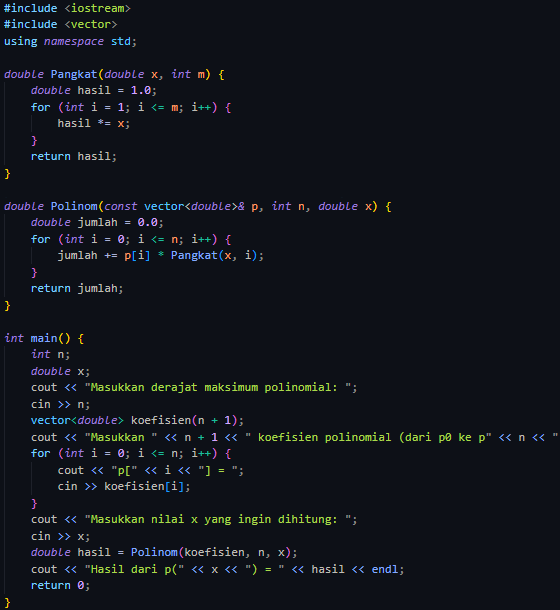 #include <iostream>
#include <vector>
using namespace std;
double Pangkat(double x, int m) {
    double hasil = 1.0;
    for (int i = 1; i <= m; i++) {
        hasil *= x;
    }
    return hasil;
}
double Polinom(const vector<double>& p, int n, double x) {
    double jumlah = 0.0;
    for (int i = 0; i <= n; i++) {
        jumlah += p[i] * Pangkat(x, i);
    }
    return jumlah;
}
int main() {
    int n;
    double x;
    cout << "Masukkan derajat maksimum polinomial: ";
    cin >> n;
    vector<double> koefisien(n + 1);
    cout << "Masukkan " << n + 1 << " koefisien polinomial (dari p0 ke p" << n << "
    for (int i = 0; i <= n; i++) {
        cout << "p[" << i << "] = ";
        cin >> koefisien[i];
    }
    cout << "Masukkan nilai x yang ingin dihitung: ";
    cin >> x;
    double hasil = Polinom(koefisien, n, x);
    cout << "Hasil dari p(" << x << ") = " << hasil << endl;
    return 0;
}